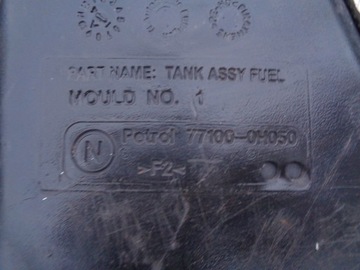 PART NAME: TANK ASSY FUEL
MOULD NO. 1
N Petrol 77100-0H050
>F2<